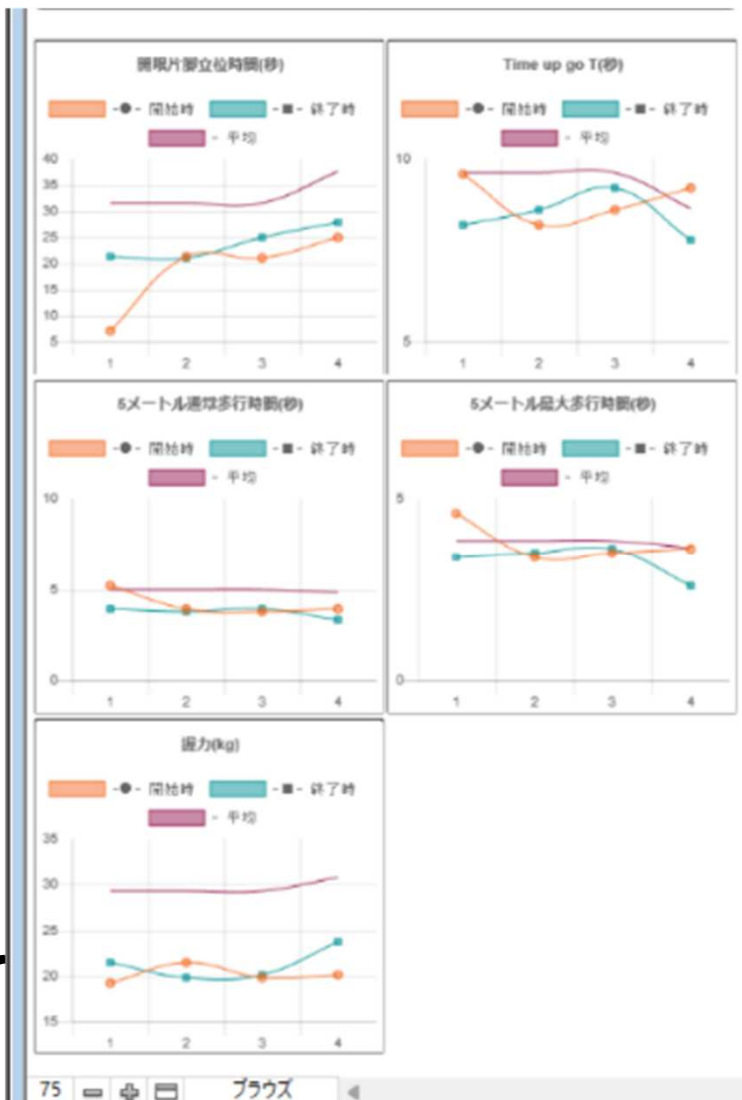 開眼片脚立位時間(秒)
-●- 開始時 -■- 終了時
- 平均
40
35
30
25
20
15
10
5
1 2 3 4
Time up go T(秒)
-●- 開始時 -■- 終了時
- 平均
10
5
1 2 3 4
5メートル通常歩行時間(秒)
-●- 開始時 -■- 終了時
- 平均
10
5
0
1 2 3 4
5メートル最大歩行時間(秒)
-●- 開始時 -■- 終了時
- 平均
5
0
1 2 3 4
握力(kg)
-●- 開始時 -■- 終了時
- 平均
35
30
25
20
15
1 2 3 4
75 ブラウズ